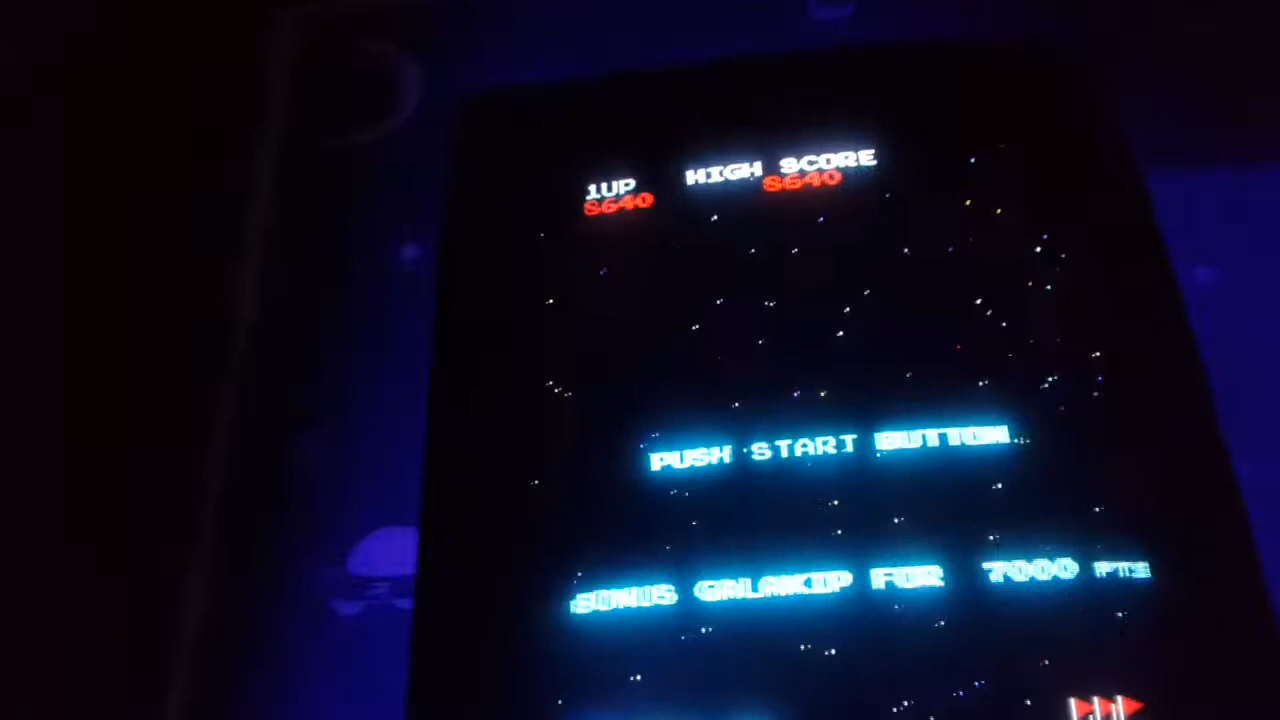 1UP HIGH SCORE
8640 8640
PUSH START BUTTON
BONUS GALAXIP FOR 7000 PTS